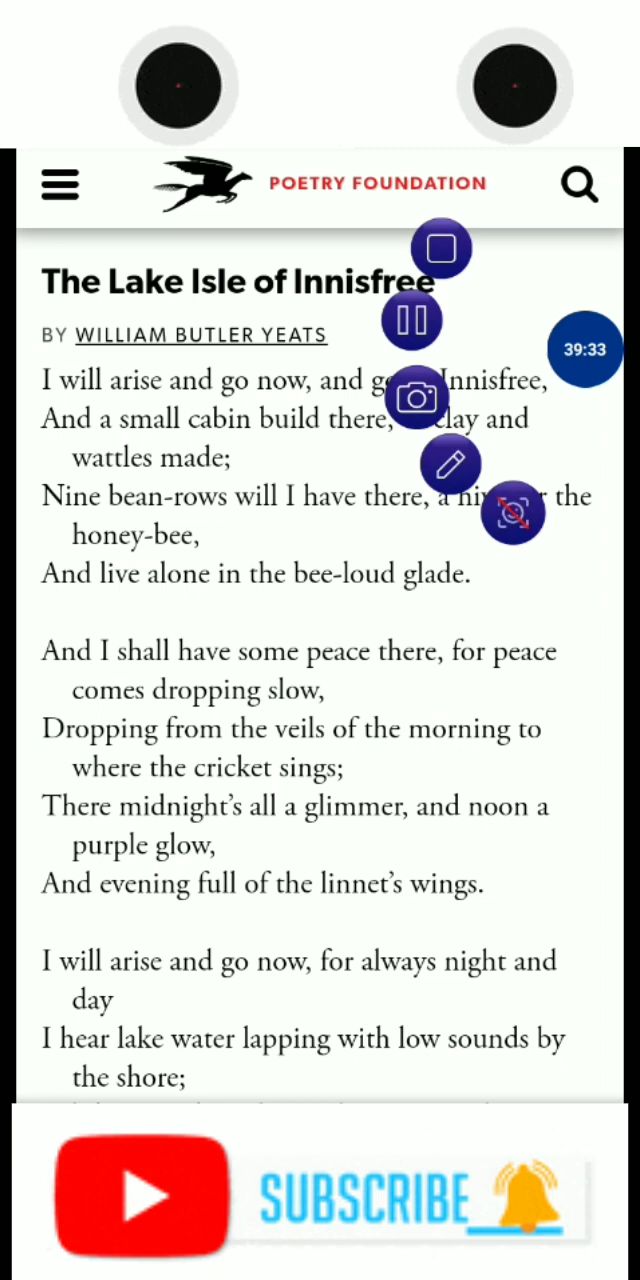 POETRY FOUNDATION
The Lake Isle of Innisfree
BY WILLIAM BUTLER YEATS
39:33
I will arise and go now, and Innisfree,
And a small cabin build there, clay and
wattles made;
Nine bean-rows will I have there, a the
honey-bee,
And live alone in the bee-loud glade.
And I shall have some peace there, for peace
comes dropping slow,
Dropping from the veils of the morning to
where the cricket sings;
There midnight’s all a glimmer, and noon a
purple glow,
And evening full of the linnet’s wings.
I will arise and go now, for always night and
day
I hear lake water lapping with low sounds by
the shore;
SUBSCRIBE